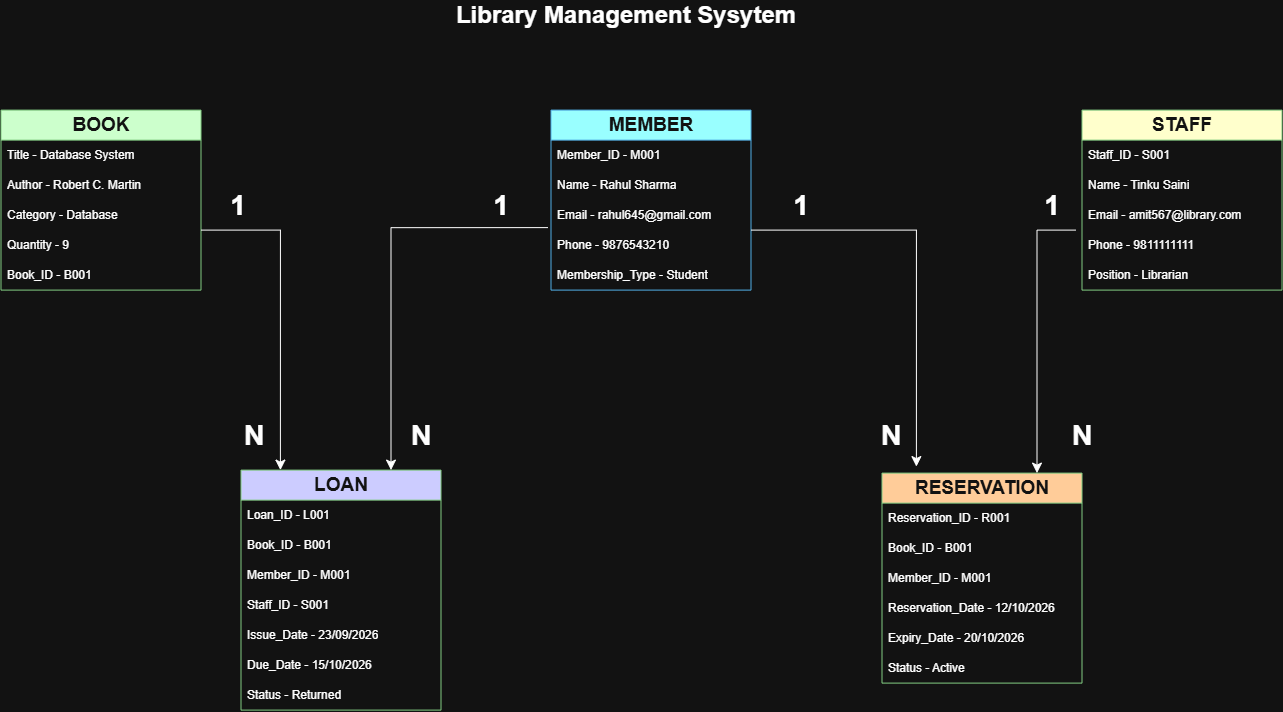 Library Management Sysytem
BOOK
Title - Database System
Author - Robert C. Martin
Category - Database
Quantity - 9
Book_ID - B001
MEMBER
Member_ID - M001
Name - Rahul Sharma
Email - rahul645@gmail.com
Phone - 9876543210
Membership_Type - Student
STAFF
Staff_ID - S001
Name - Tinku Saini
Email - amit567@library.com
Phone - 9811111111
Position - Librarian
1
1
1
1
N
N
N
N
LOAN
Loan_ID - L001
Book_ID - B001
Member_ID - M001
Staff_ID - S001
Issue_Date - 23/09/2026
Due_Date - 15/10/2026
Status - Returned
RESERVATION
Reservation_ID - R001
Book_ID - B001
Member_ID - M001
Reservation_Date - 12/10/2026
Expiry_Date - 20/10/2026
Status - Active